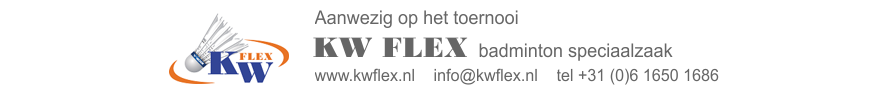 Aanwezig op het toernooi
KW FLEX
KW FLEX badminton speciaalzaak
www.kwflex.nl info@kwflex.nl tel +31 (0)6 1650 1686